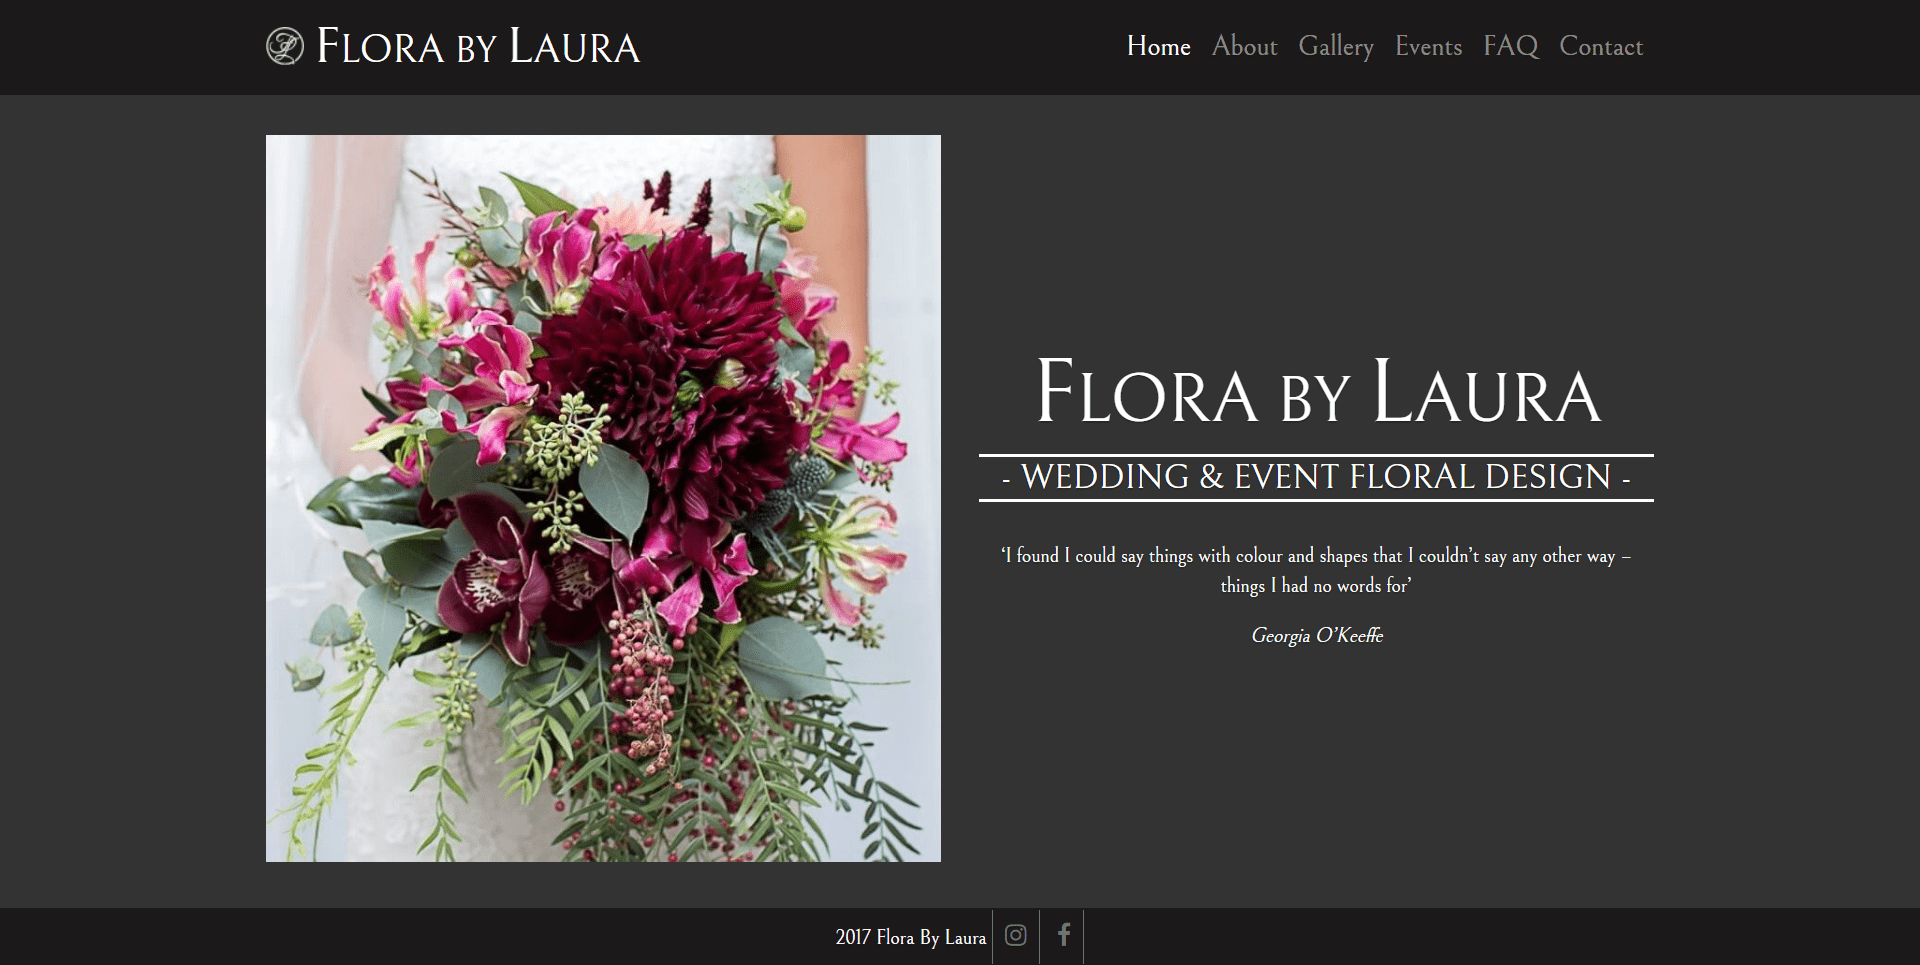 FLORA BY LAURA
Home About Gallery Events FAQ Contact
FLORA BY LAURA
- WEDDING & EVENT FLORAL DESIGN -
‘I found I could say things with colour and shapes that I couldn’t say any other way –
things I had no words for’
Georgia O’Keeffe
2017 Flora By Laura